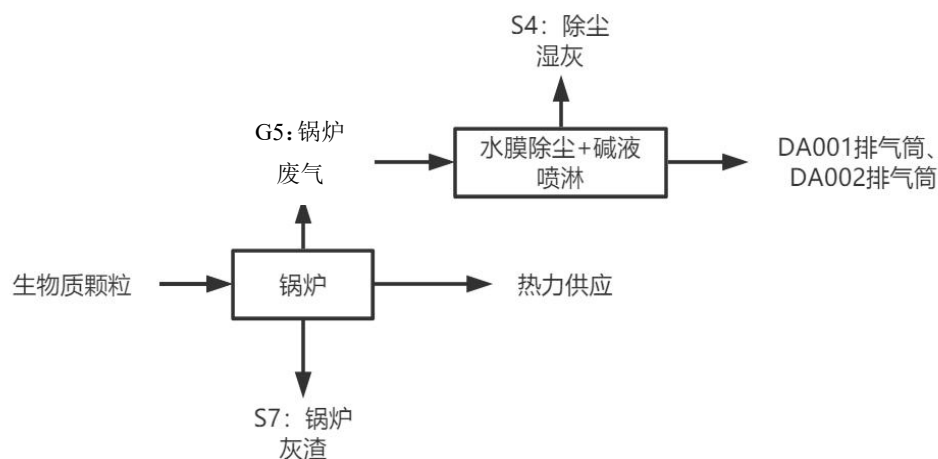 S4：除尘
湿灰
G5：锅炉
废气
水膜除尘+碱液
喷淋
DA001排气筒、
DA002排气筒
生物质颗粒
锅炉
热力供应
S7：锅炉
灰渣